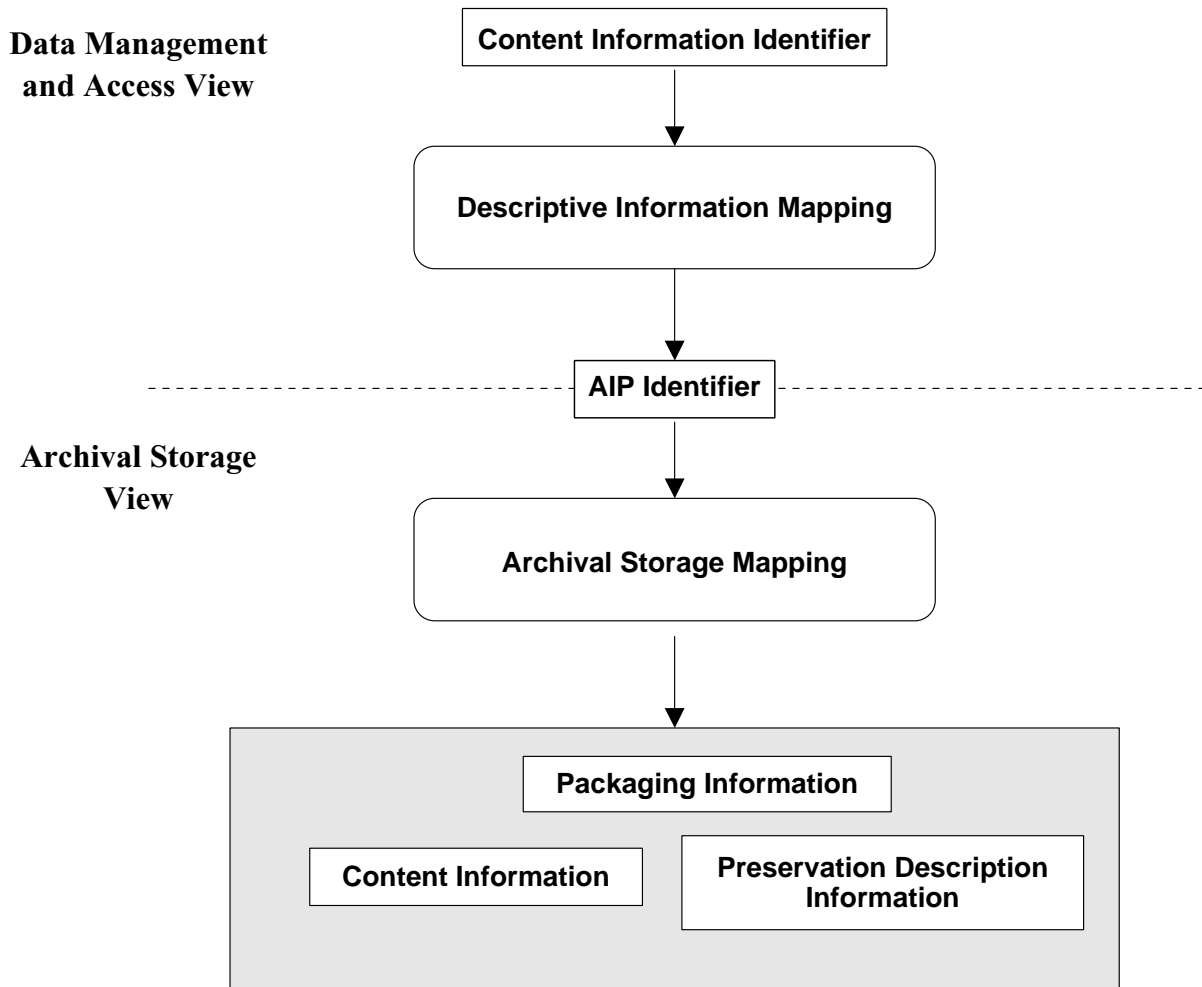 Data Management
and Access View
Content Information Identifier
Descriptive Information Mapping
AIP Identifier
Archival Storage
View
Archival Storage Mapping
Packaging Information
Content Information
Preservation Description
Information